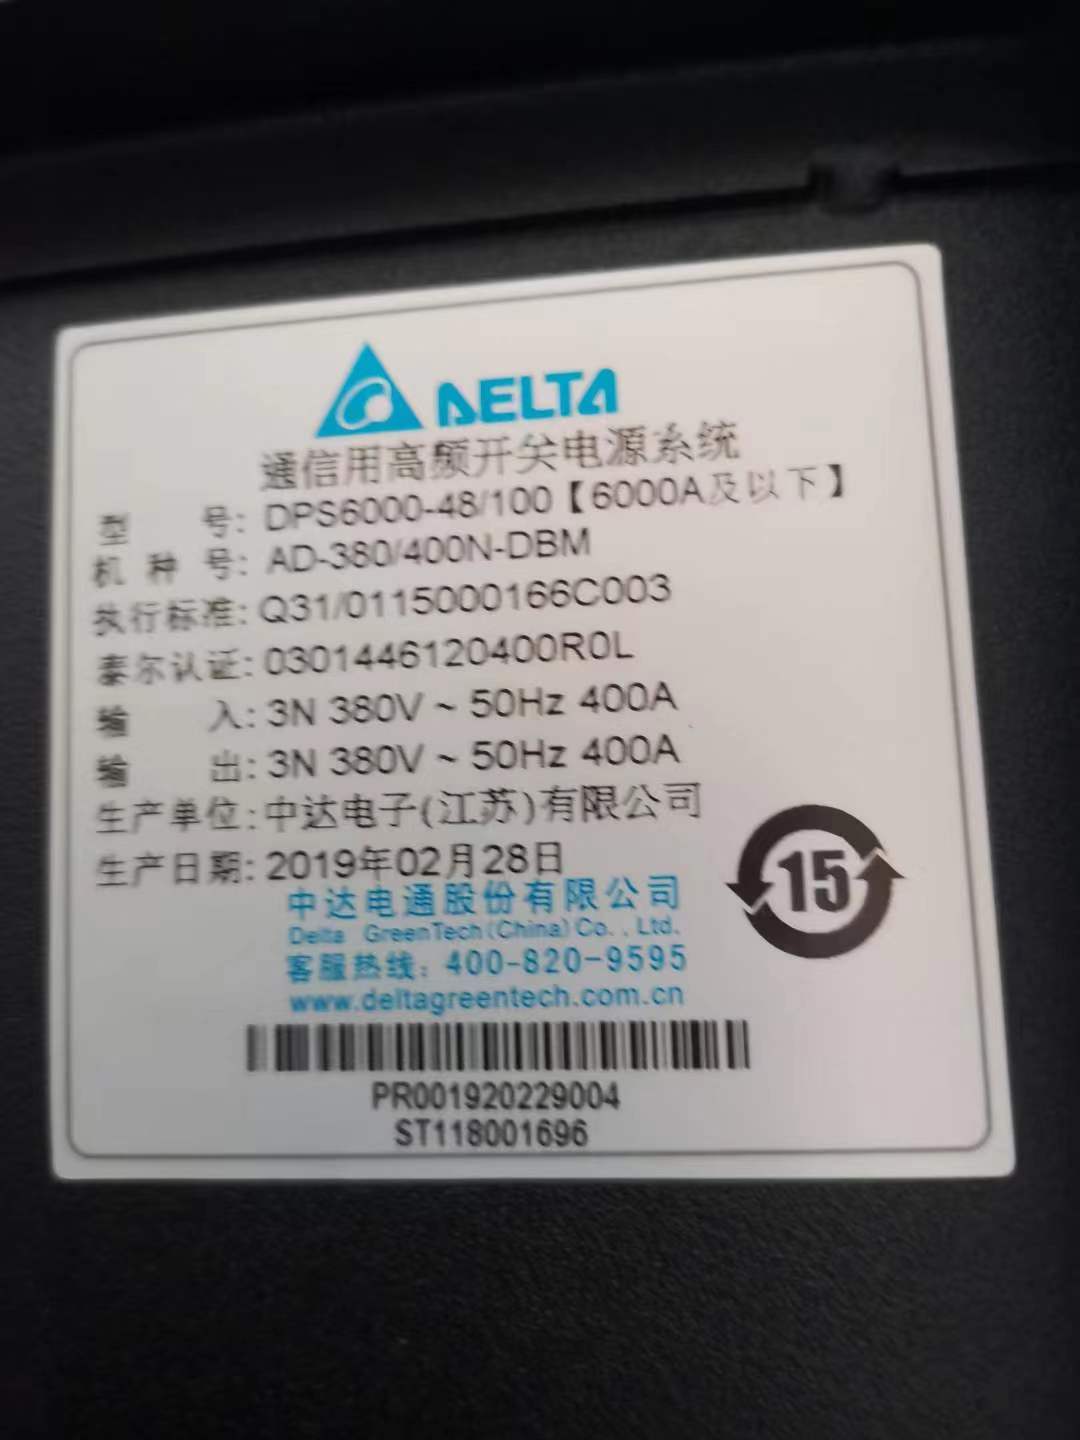 DELTA
通信用高频开关电源系统
型 号: DPS6000-48/100【6000A及以下】
机 种 号: AD-380/400N-DBM
执行标准: Q31/0115000166C003
泰尔认证: 0301446120400R0L
输 入: 3N 380V ~ 50Hz 400A
输 出: 3N 380V ~ 50Hz 400A
生产单位: 中达电子(江苏)有限公司
生产日期: 2019年02月28日
15
中达电通股份有限公司
Delta GreenTech(China)Co., Ltd.
客服热线: 400-820-9595
www.deltagreentech.com.cn
PR001920229004
ST118001696